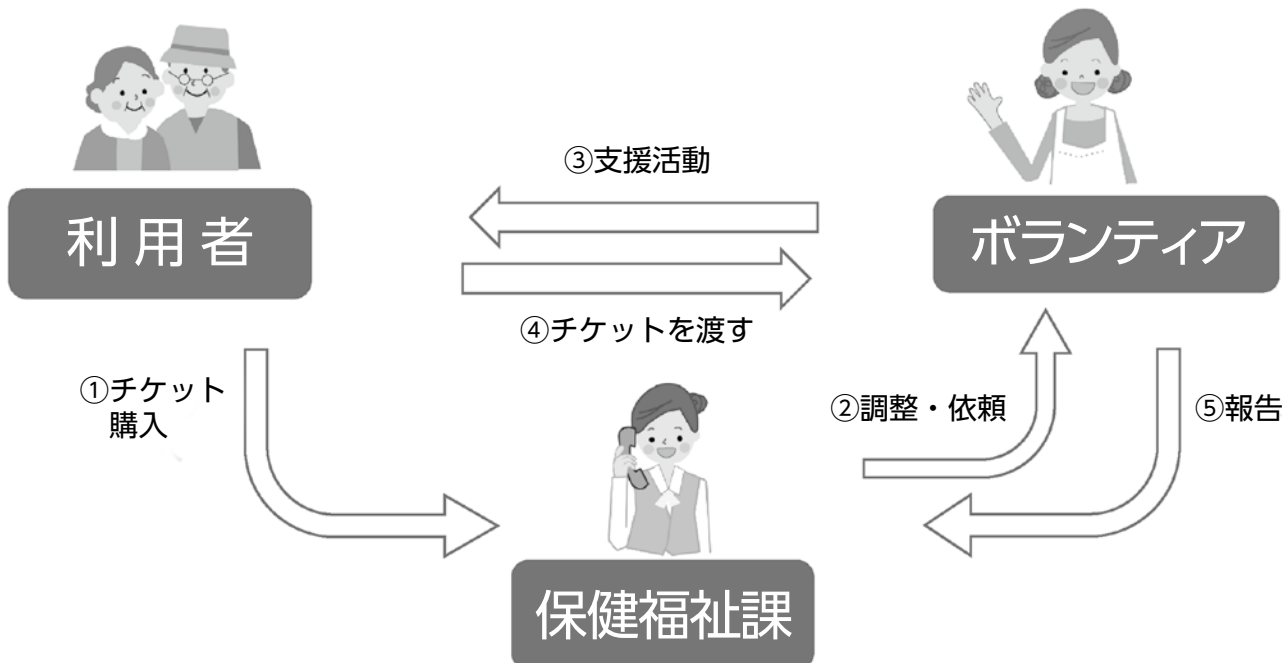 ③支援活動
利用者
ボランティア
④チケットを渡す
①チケット
購入
②調整・依頼
⑤報告
保健福祉課